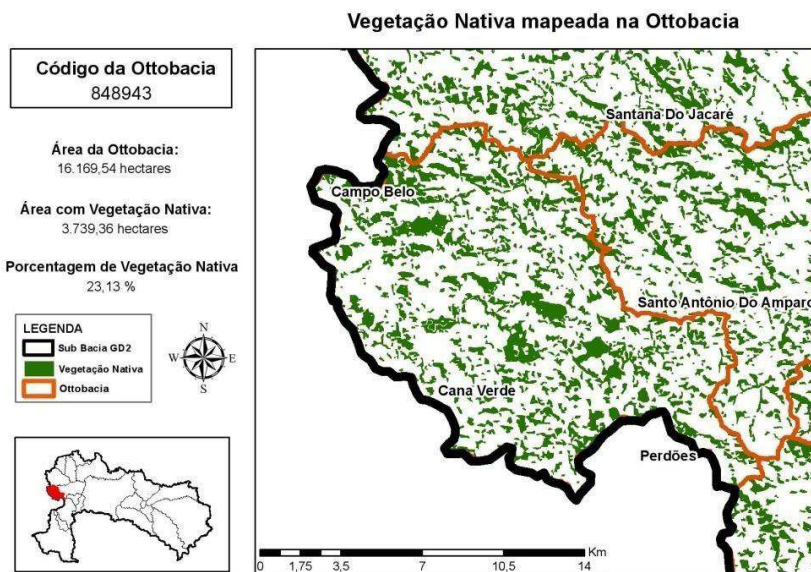 Vegetação Nativa mapeada na Ottobacia
Código da Ottobacia
848943
Área da Ottobacia:
16.169,54 hectares
Área com Vegetação Nativa:
3.739,36 hectares
Porcentagem de Vegetação Nativa
23,13 %
LEGENDA
Sub Bacia GD2
Vegetação Nativa
Ottobacia
N
W
E
S
Santana Do Jacaré
Campo Belo
Santo Antônio Do Amparo
Cana Verde
Perdões
Km
0 1,75 3,5 7 10,5 14